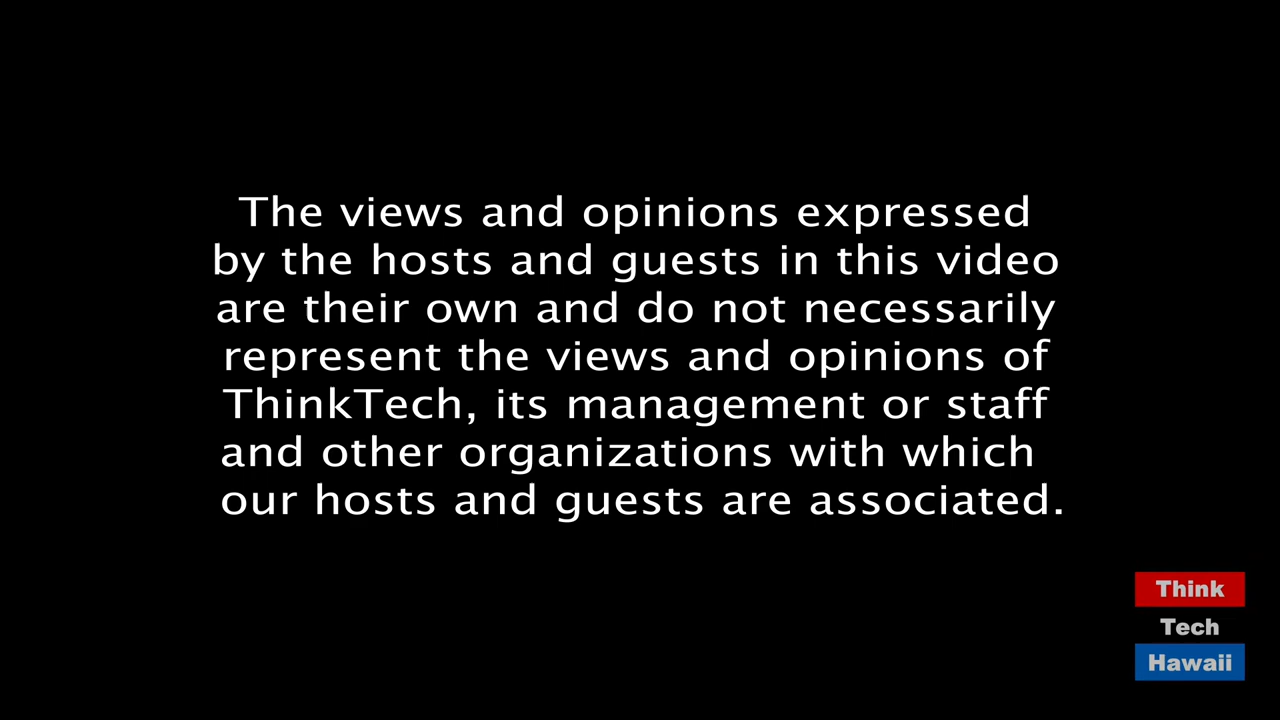 The views and opinions expressed
by the hosts and guests in this video
are their own and do not necessarily
represent the views and opinions of
ThinkTech, its management or staff
and other organizations with which
our hosts and guests are associated.
Think
Tech
Hawaii